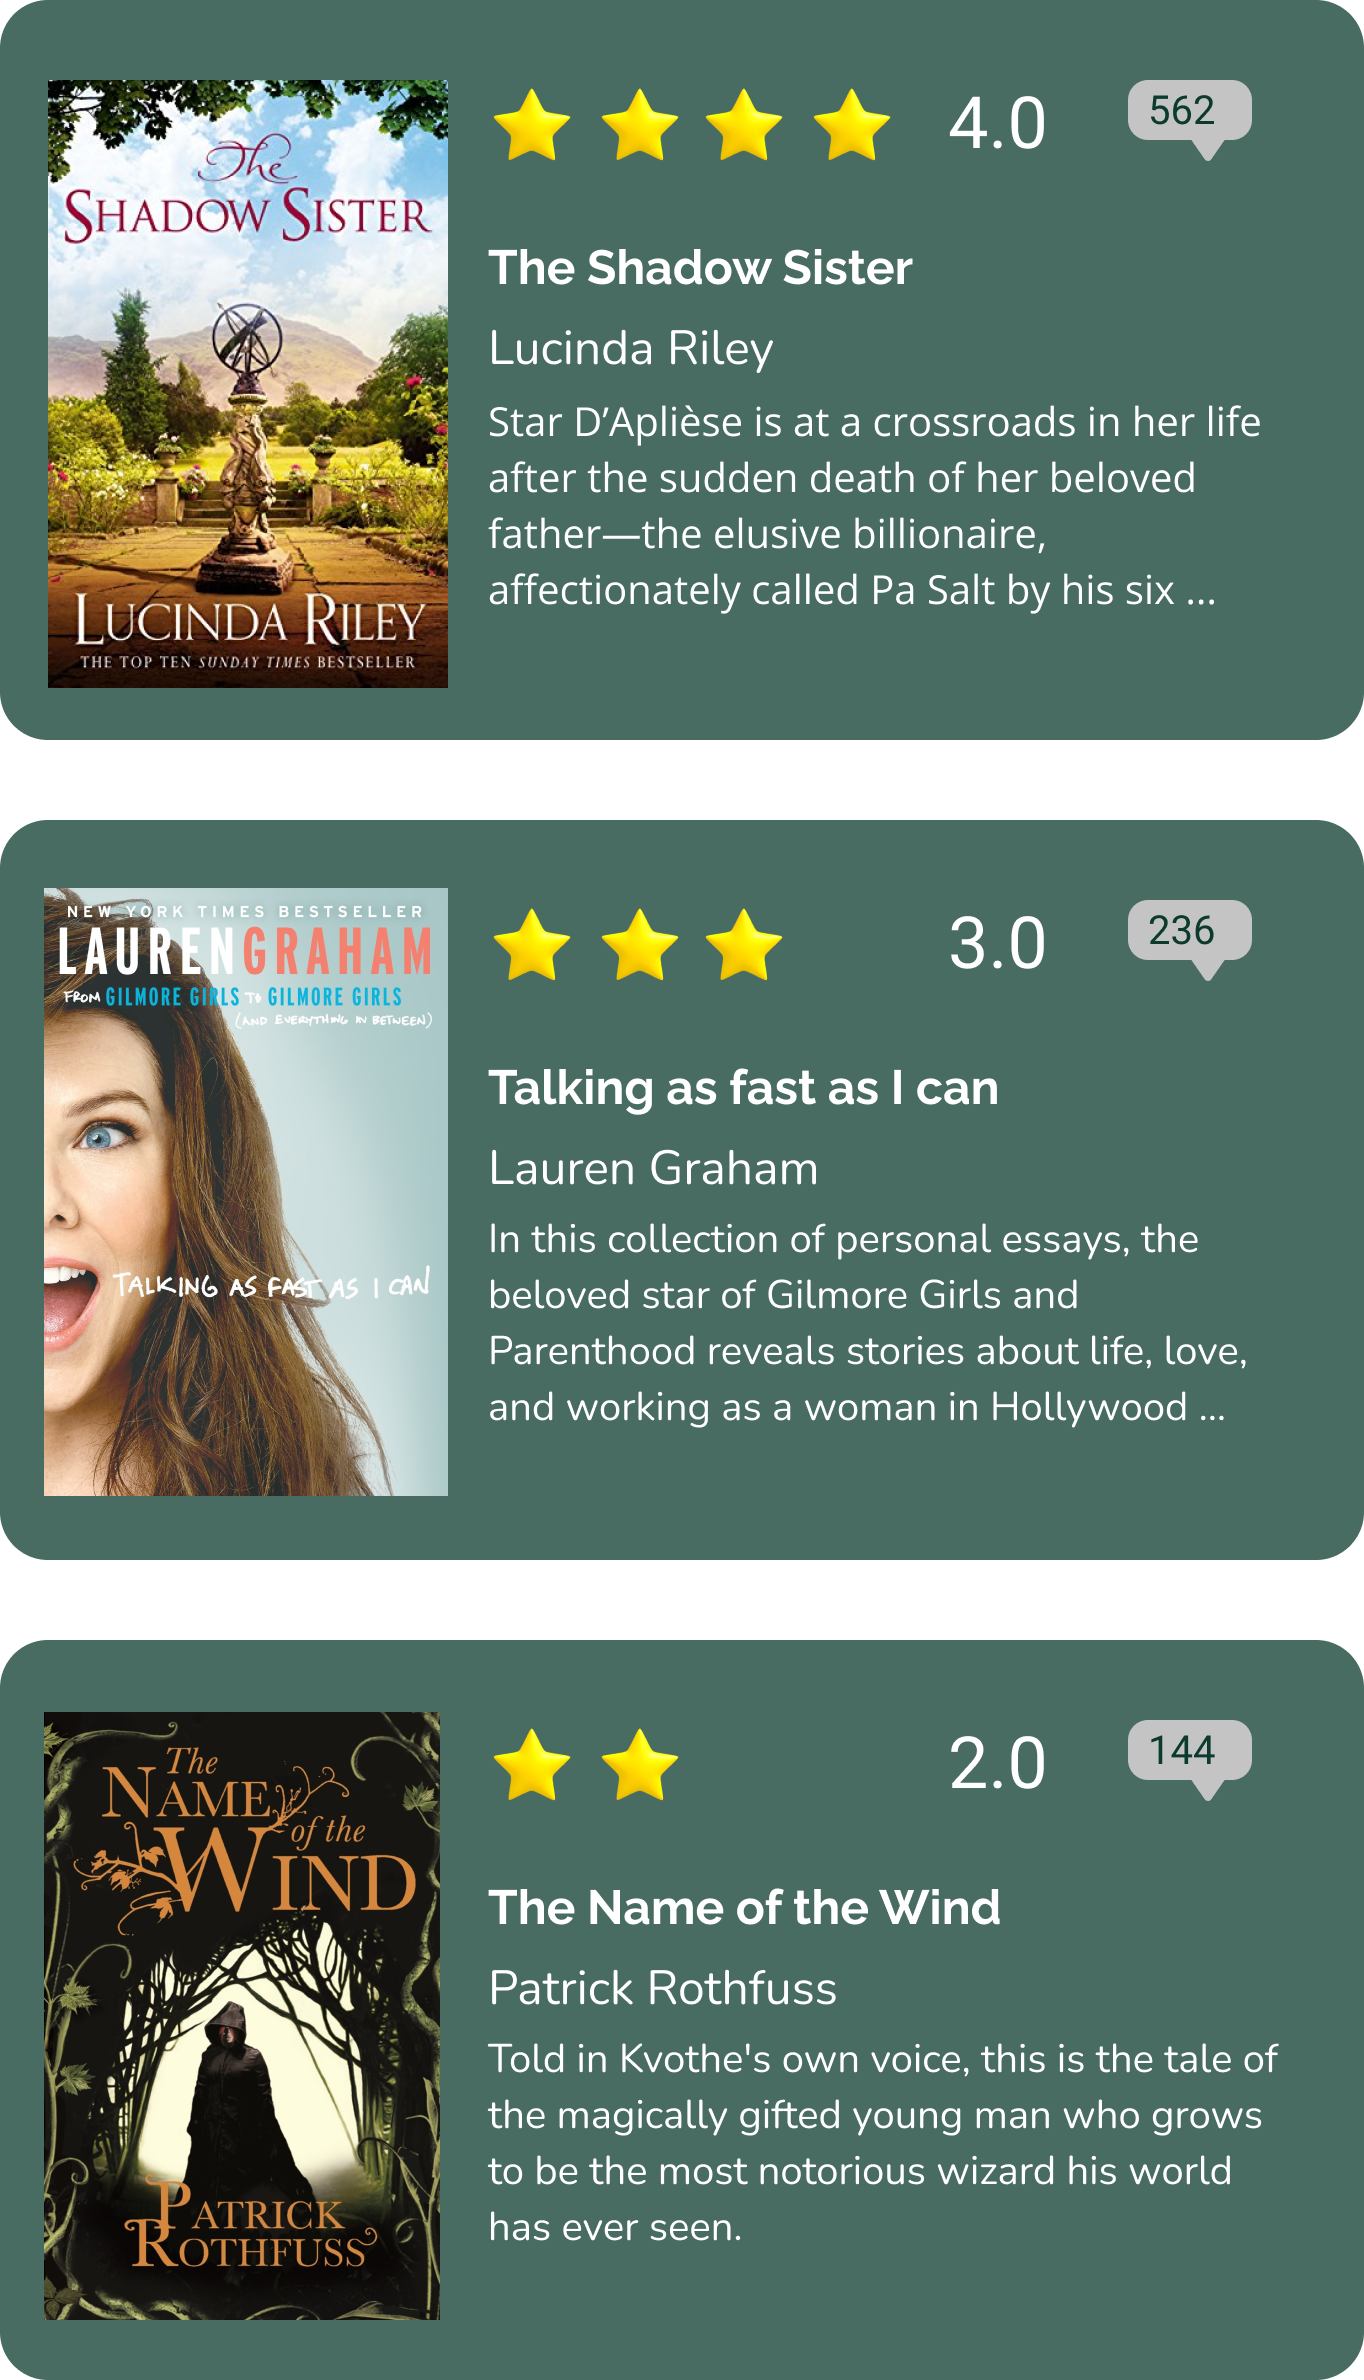 The
SHADOW SISTER
LUCINDA RILEY
THE TOP TEN SUNDAY TIMES BESTSELLER
4.0
562
The Shadow Sister
Lucinda Riley
Star D’Aplièse is at a crossroads in her life
after the sudden death of her beloved
father—the elusive billionaire,
affectionately called Pa Salt by his six ...
NEW YORK TIMES BESTSELLER
LAUREN GRAHAM
FROM GILMORE GIRLS TO GILMORE GIRLS
(AND EVERYTHING IN BETWEEN)
TALKING AS FAST AS I CAN
3.0
236
Talking as fast as I can
Lauren Graham
In this collection of personal essays, the
beloved star of Gilmore Girls and
Parenthood reveals stories about life, love,
and working as a woman in Hollywood ...
The
NAME
of the
WIND
PATRICK
ROTHFUSS
2.0
144
The Name of the Wind
Patrick Rothfuss
Told in Kvothe's own voice, this is the tale of
the magically gifted young man who grows
to be the most notorious wizard his world
has ever seen.